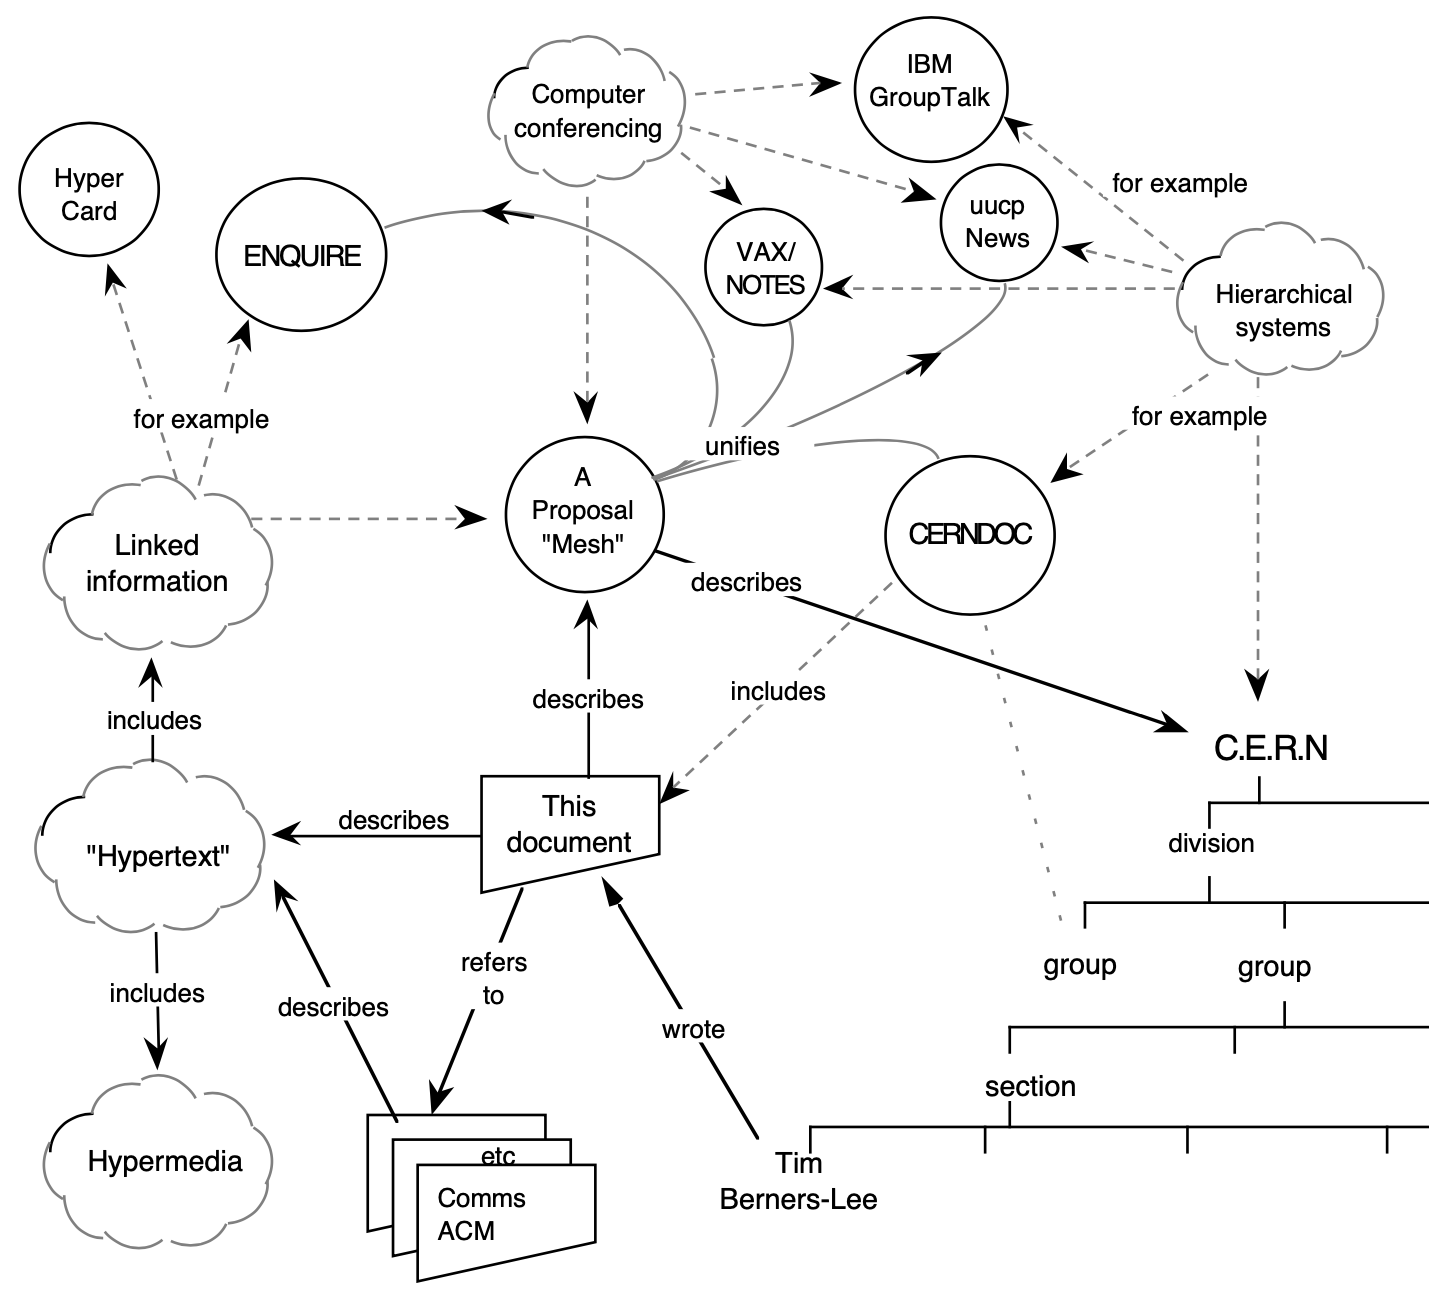 IBM
GroupTalk
Computer
conferencing
Hyper
Card
for example
uucp
News
ENQUIRE
VAX/
NOTES
Hierarchical
systems
for example
for example
unifies
A
Proposal
"Mesh"
CERNDOC
Linked
information
describes
includes
describes
includes
C.E.R.N
This
document
describes
"Hypertext"
division
refers
to
group
group
includes
describes
wrote
section
etc
Hypermedia
Comms
ACM
Tim
Berners-Lee